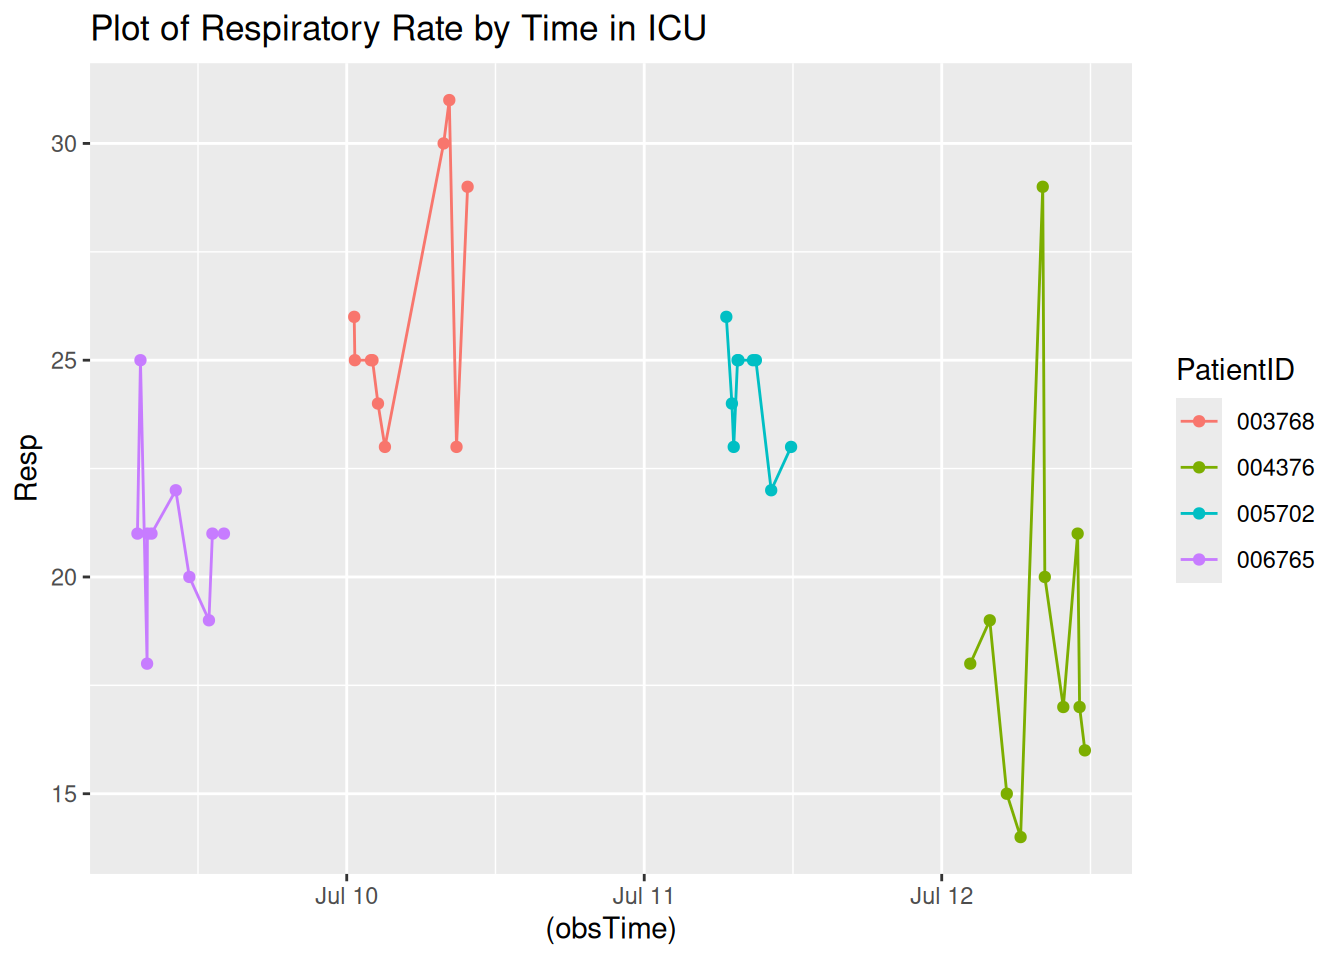 Plot of Respiratory Rate by Time in ICU
30
25
20
15
Resp
Jul 10
Jul 11
Jul 12
(obsTime)
PatientID
003768
004376
005702
006765